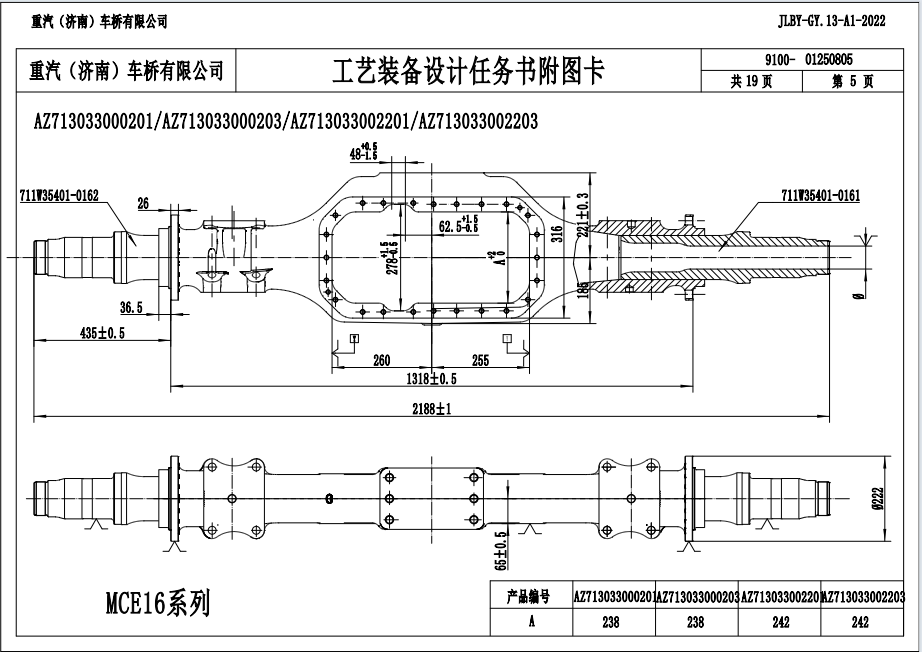 重汽（济南）车桥有限公司
JLBY-GY.13-A1-2022
重汽（济南）车桥有限公司
工艺装备设计任务书附图卡
9100- 01250805
共 19 页
第 5 页
AZ713033000201/AZ713033000203/AZ713033002201/AZ713033002203
48+0.5-1.5
711W35401-0162
26
62.5+1.5-0.5
278+1.5-0.5
A+2 0
316
221±0.3
185
711W35401-0161
Ø
36.5
435±0.5
260
255
1318±0.5
2188±1
Ø222
65±0.5
MCE16系列
产品编号
AZ713033000201
AZ713033000203
AZ71303300220
AZ713033002203
A
238
238
242
242